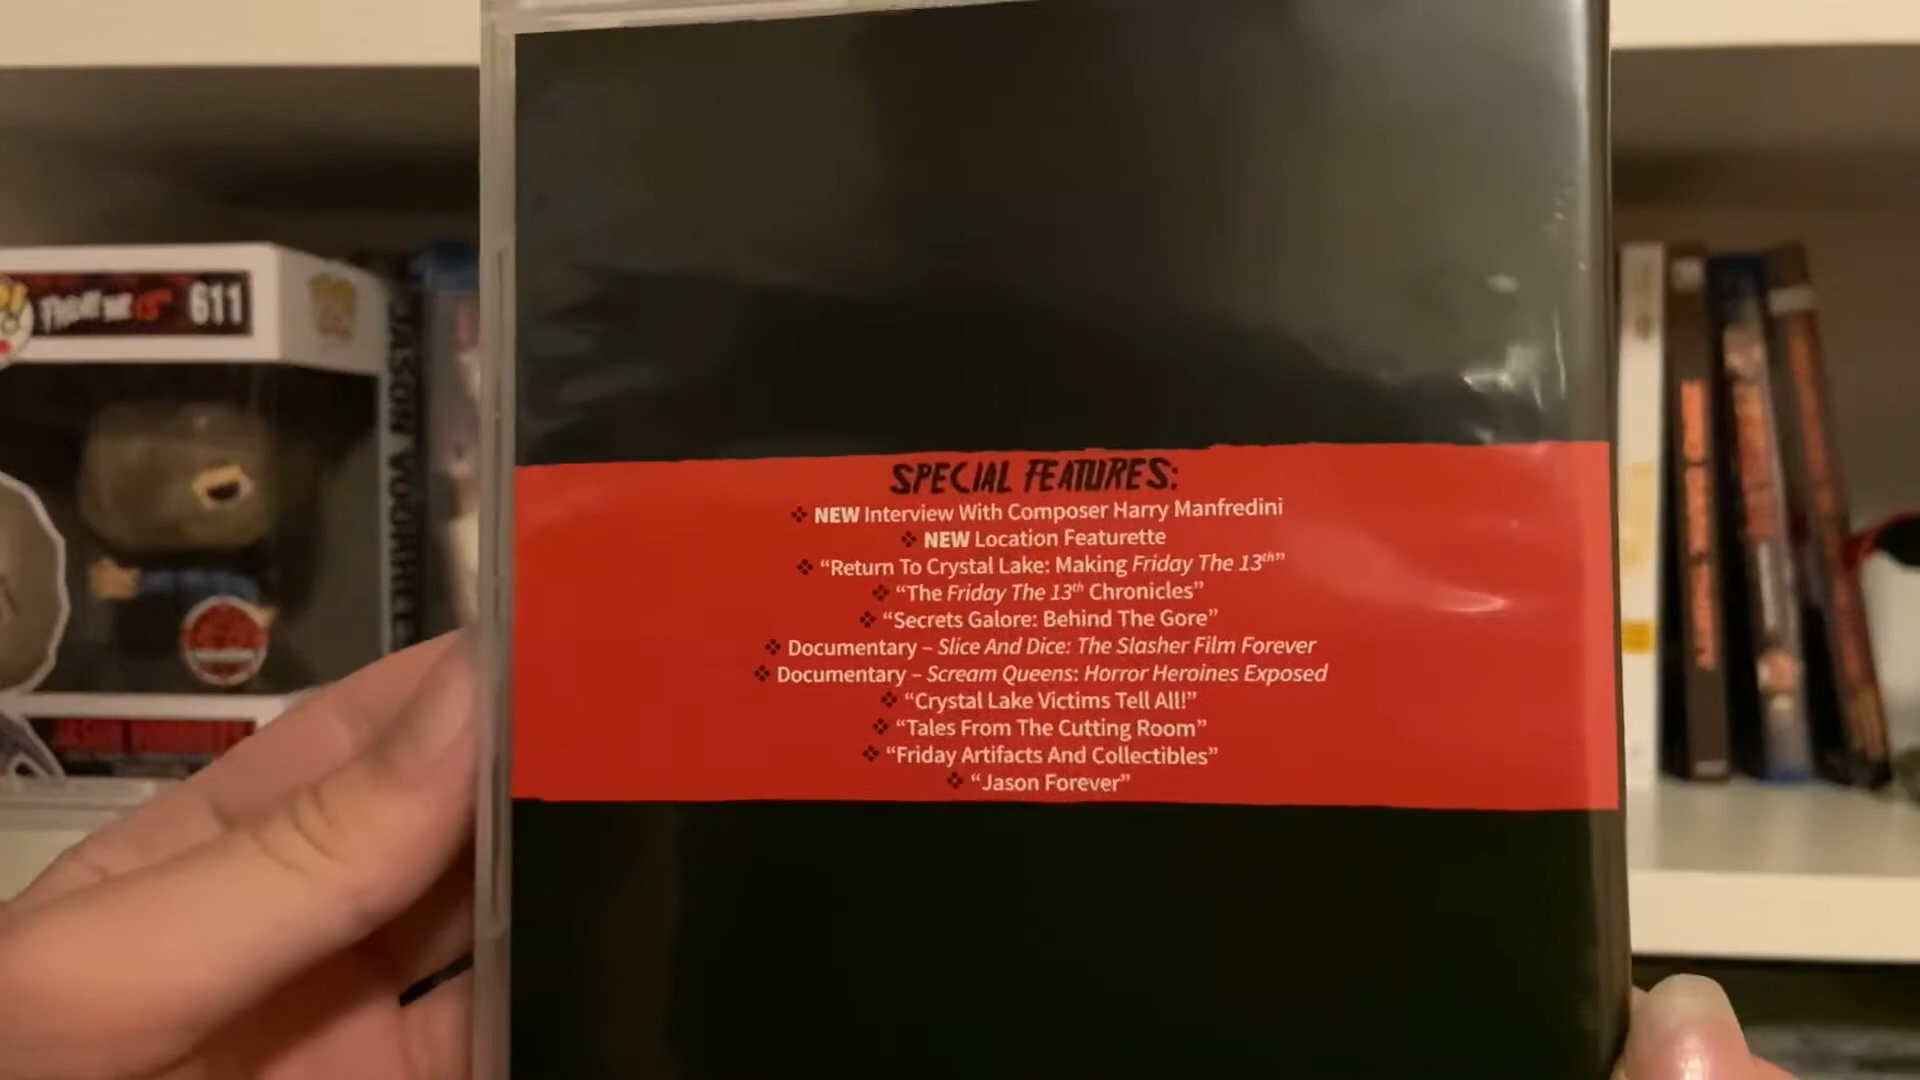 SPECIAL FEATURES:
❖ NEW Interview With Composer Harry Manfredini
❖ NEW Location Featurette
❖ “Return To Crystal Lake: Making Friday The 13th”
❖ “The Friday The 13th Chronicles”
❖ “Secrets Galore: Behind The Gore”
❖ Documentary – Slice And Dice: The Slasher Film Forever
❖ Documentary – Scream Queens: Horror Heroines Exposed
❖ “Crystal Lake Victims Tell All!”
❖ “Tales From The Cutting Room”
❖ “Friday Artifacts And Collectibles”
❖ “Jason Forever”
611
JASON VOORHEES